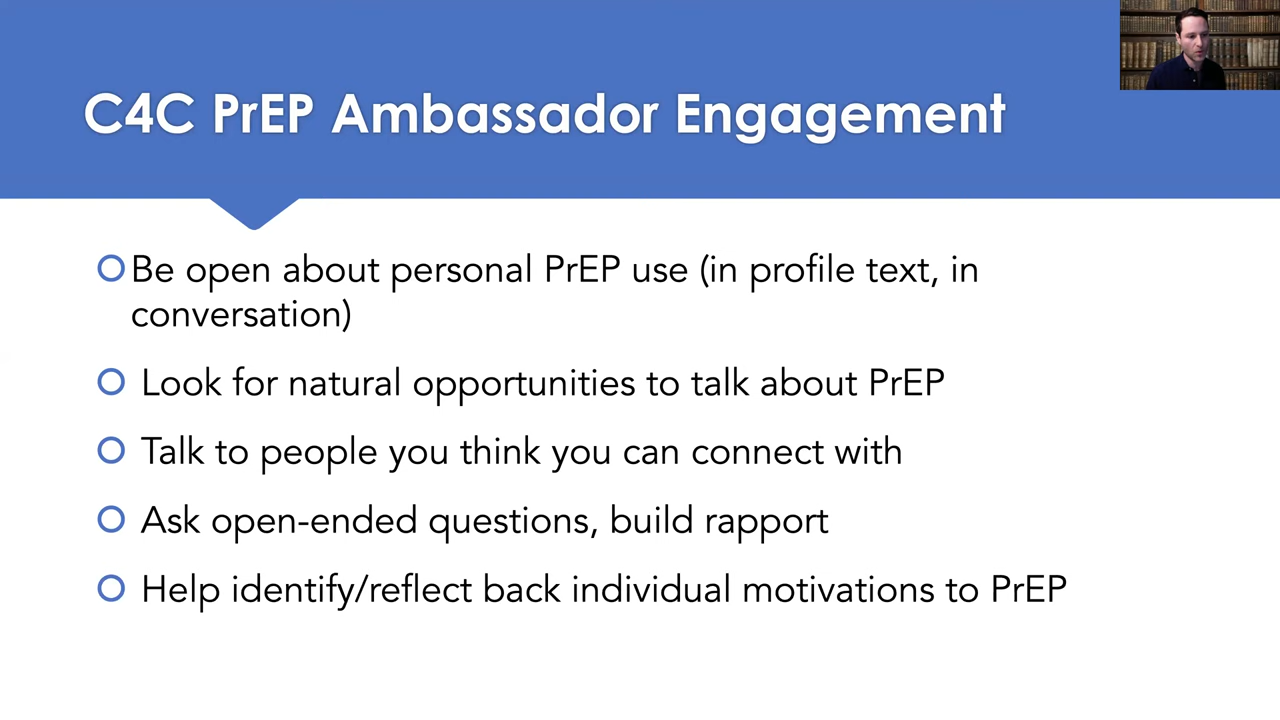 C4C PrEP Ambassador Engagement
Be open about personal PrEP use (in profile text, in
conversation)
Look for natural opportunities to talk about PrEP
Talk to people you think you can connect with
Ask open-ended questions, build rapport
Help identify/reflect back individual motivations to PrEP